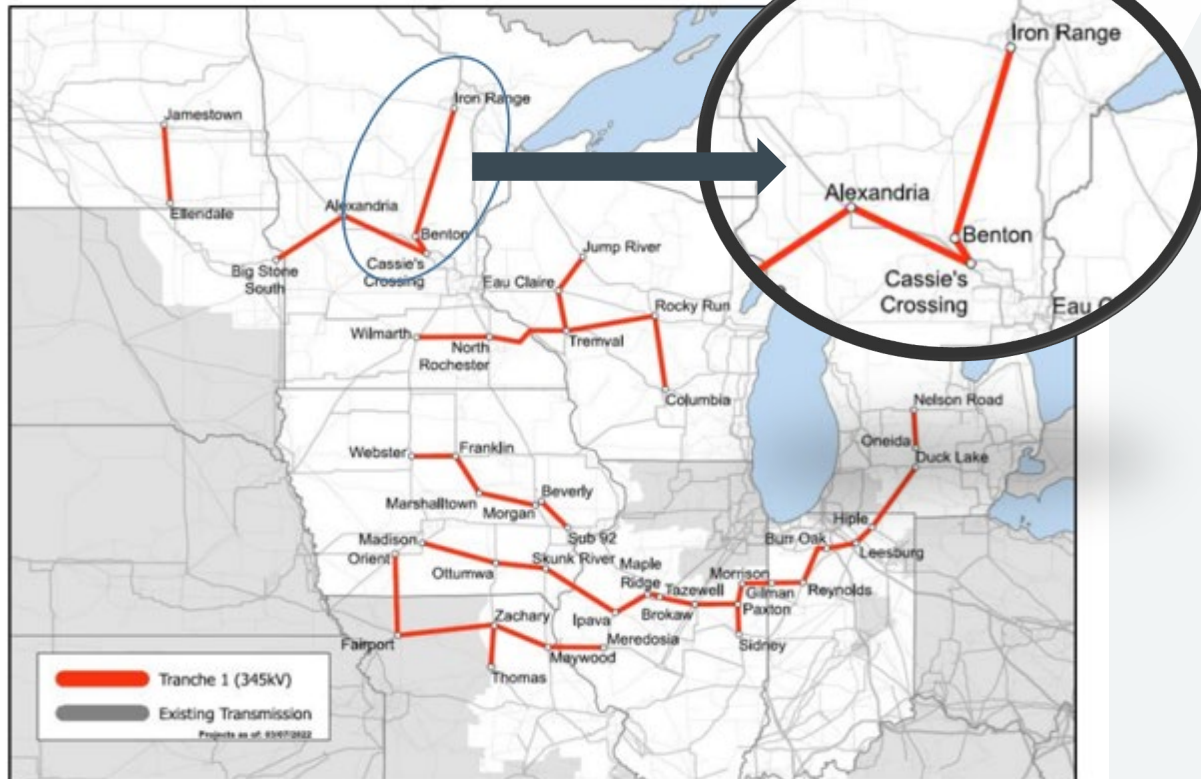 Iron Range
Alexandria
Benton
Cassie's
Crossing
Eau C
Jamestown
Ellendale
Iron Range
Alexandria
Benton
Cassie's
Crossing
Big Stone
South
Jump River
Eau Claire
Rocky Run
Wilmarth
North
Rochester
Tremval
Columbia
Nelson Road
Oneida
Duck Lake
Webster
Franklin
Marshalltown
Beverly
Morgan
Sub 92
Hiple
Burr Oak
Leesburg
Madison
Orient
Ottumwa
Skunk River
Maple
Ridge
Tazewell
Morrison
Gilman
Reynolds
Ipava
Brokaw
Paxton
Sidney
Zachary
Fairport
Thomas
Maywood
Meredosia
Tranche 1 (345kV)
Existing Transmission
Projects as of: 03/07/2022